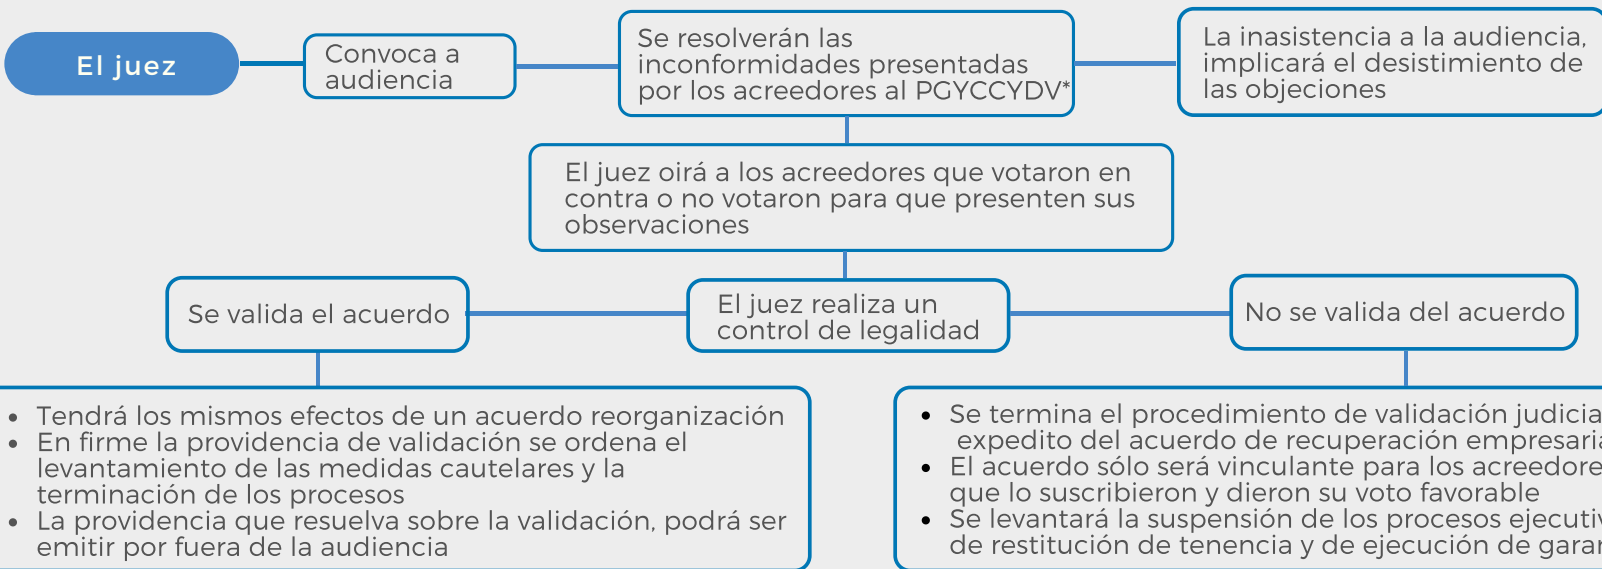 El juez
Convoca a
audiencia
Se resolverán las
inconformidades presentadas
por los acreedores al PGYCCYDV*
La inasistencia a la audiencia,
implicará el desistimiento de
las objeciones
El juez oirá a los acreedores que votaron en
contra o no votaron para que presenten sus
observaciones
Se valida el acuerdo
El juez realiza un
control de legalidad
No se valida del acuerdo
• Tendrá los mismos efectos de un acuerdo reorganización
• En firme la providencia de validación se ordena el
levantamiento de las medidas cautelares y la
terminación de los procesos
• La providencia que resuelva sobre la validación, podrá ser
emitir por fuera de la audiencia
• Se termina el procedimiento de validación
expedito del acuerdo de recuperación
• El acuerdo sólo será vinculante para los
que lo suscribieron y dieron su voto favorable
• Se levantará la suspensión de los procesos
de restitución de tenencia y de ejecución de